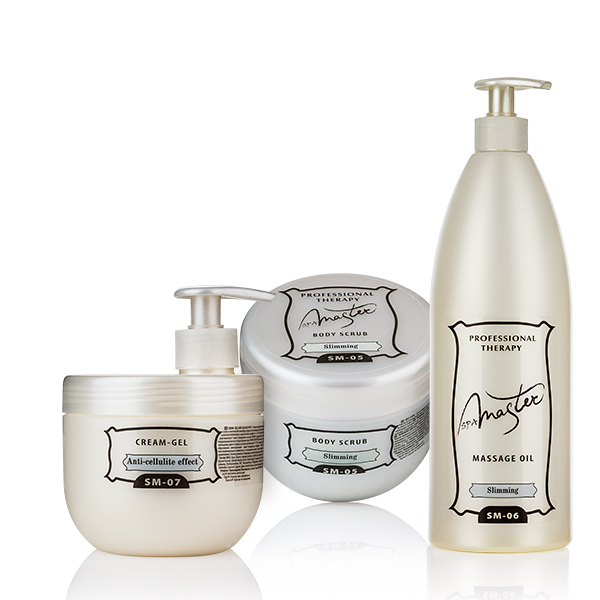 CREAM-GEL
Anti-cellulite effect
SM-07
PROFESSIONAL
THERAPY
SPA master
BODY SCRUB
Slimming
SM-05
BODY SCRUB
Slimming
SM-05
PROFESSIONAL
THERAPY
SPA master
MASSAGE OIL
Slimming
SM-06